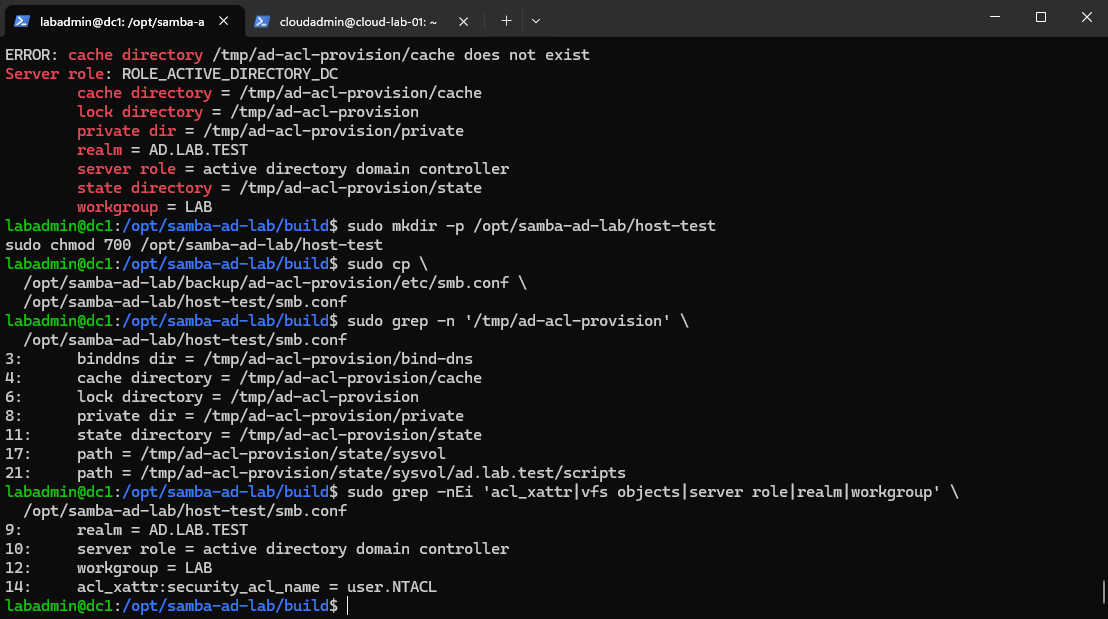 labadmin@dc1: /opt/samba-a
cloudadmin@cloud-lab-01: ~
ERROR: cache directory /tmp/ad-acl-provision/cache does not exist
Server role: ROLE_ACTIVE_DIRECTORY_DC
        cache directory = /tmp/ad-acl-provision/cache
        lock directory = /tmp/ad-acl-provision
        private dir = /tmp/ad-acl-provision/private
        realm = AD.LAB.TEST
        server role = active directory domain controller
        state directory = /tmp/ad-acl-provision/state
        workgroup = LAB
labadmin@dc1:/opt/samba-ad-lab/build$ sudo mkdir -p /opt/samba-ad-lab/host-test
sudo chmod 700 /opt/samba-ad-lab/host-test
labadmin@dc1:/opt/samba-ad-lab/build$ sudo cp \
  /opt/samba-ad-lab/backup/ad-acl-provision/etc/smb.conf \
  /opt/samba-ad-lab/host-test/smb.conf
labadmin@dc1:/opt/samba-ad-lab/build$ sudo grep -n '/tmp/ad-acl-provision' \
  /opt/samba-ad-lab/host-test/smb.conf
3:      binddns dir = /tmp/ad-acl-provision/bind-dns
4:      cache directory = /tmp/ad-acl-provision/cache
6:      lock directory = /tmp/ad-acl-provision
8:      private dir = /tmp/ad-acl-provision/private
11:     state directory = /tmp/ad-acl-provision/state
17:     path = /tmp/ad-acl-provision/state/sysvol
21:     path = /tmp/ad-acl-provision/state/sysvol/ad.lab.test/scripts
labadmin@dc1:/opt/samba-ad-lab/build$ sudo grep -nEi 'acl_xattr|vfs objects|server role|realm|workgroup' \
  /opt/samba-ad-lab/host-test/smb.conf
9:      realm = AD.LAB.TEST
10:     server role = active directory domain controller
12:     workgroup = LAB
14:     acl_xattr:security_acl_name = user.NTACL
labadmin@dc1:/opt/samba-ad-lab/build$